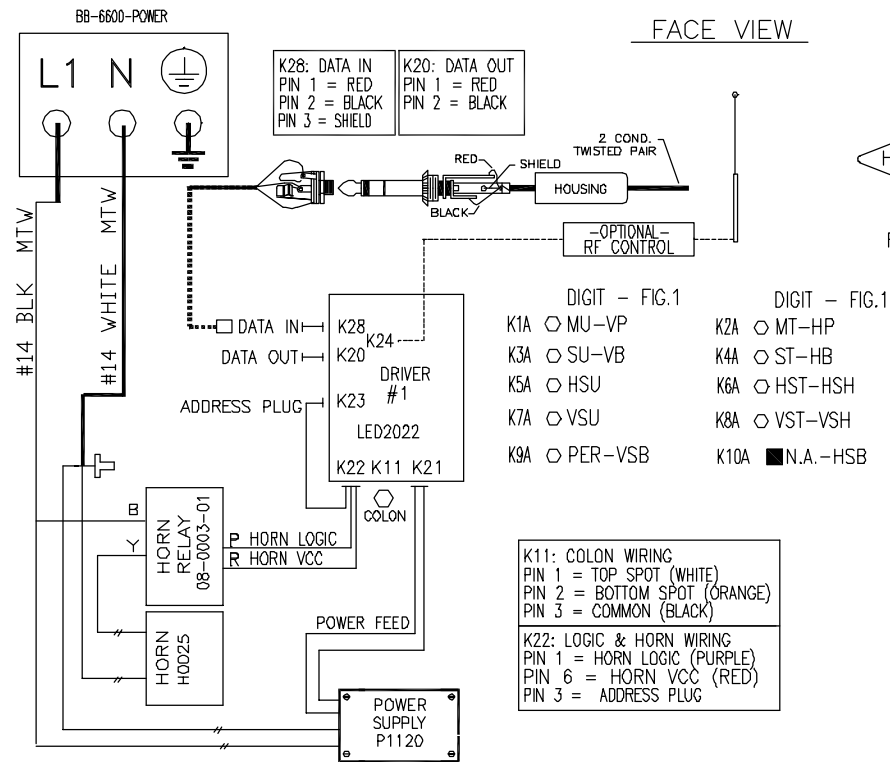 BB-6600-POWER
FACE VIEW
L1 N
K28: DATA IN
PIN 1 = RED
PIN 2 = BLACK
PIN 3 = SHIELD
K20: DATA OUT
PIN 1 = RED
PIN 2 = BLACK
RED
SHIELD
BLACK
2 COND.
TWISTED PAIR
HOUSING
-OPTIONAL-
RF CONTROL
#14 BLK MTW
#14 WHITE MTW
DATA IN
DATA OUT
ADDRESS PLUG
K28
K24
K20
DRIVER
#1
K23
LED2022
K22 K11 K21
COLON
DIGIT - FIG.1
K1A MU-VP
K3A SU-VB
K5A HSU
K7A VSU
K9A PER-VSB
DIGIT - FIG.1
K2A MT-HP
K4A ST-HB
K6A HST-HSH
K8A VST-VSH
K10A N.A.-HSB
B
Y
HORN
RELAY
08-0003-01
P HORN LOGIC
R HORN VCC
HORN
HOD25
POWER FEED
POWER
SUPPLY
P1120
K11: COLON WIRING
PIN 1 = TOP SPOT (WHITE)
PIN 2 = BOTTOM SPOT (ORANGE)
PIN 3 = COMMON (BLACK)
K22: LOGIC & HORN WIRING
PIN 1 = HORN LOGIC (PURPLE)
PIN 6 = HORN VCC (RED)
PIN 3 = ADDRESS PLUG